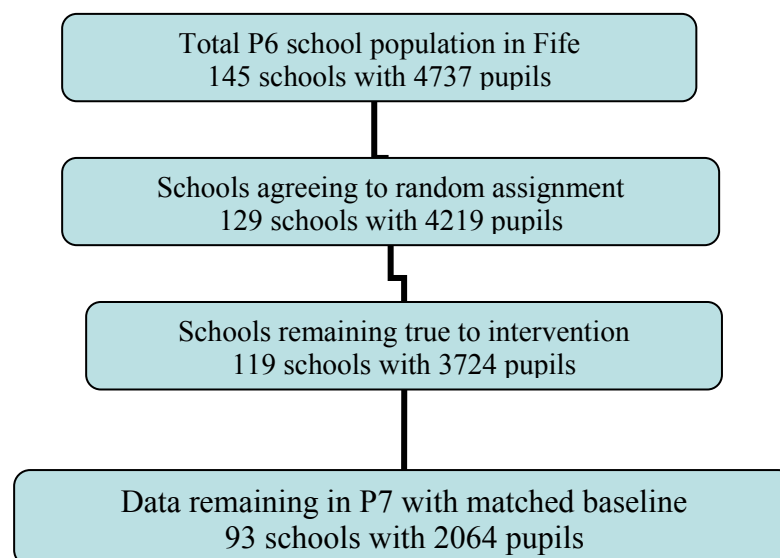 Total P6 school population in Fife
145 schools with 4737 pupils
Schools agreeing to random assignment
129 schools with 4219 pupils
Schools remaining true to intervention
119 schools with 3724 pupils
Data remaining in P7 with matched baseline
93 schools with 2064 pupils